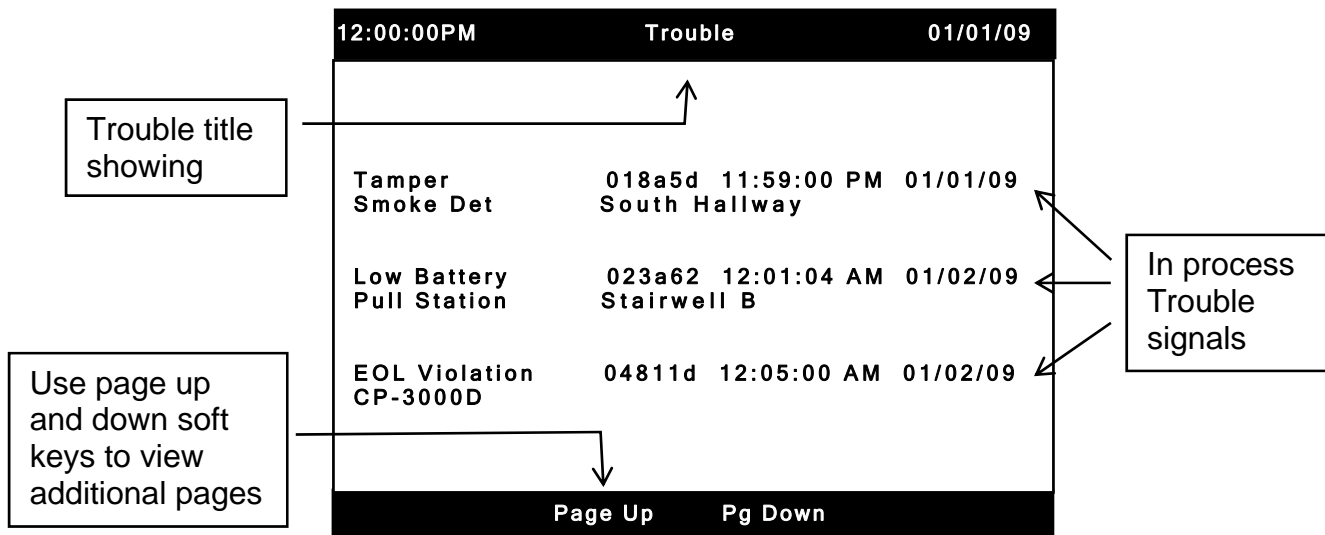 12:00:00PM Trouble 01/01/09
Trouble title
showing
Tamper 018a5d 11:59:00 PM 01/01/09
Smoke Det South Hallway
Low Battery 023a62 12:01:04 AM 01/02/09
Pull Station Stairwell B
In process
Trouble
signals
EOL Violation 04811d 12:05:00 AM 01/02/09
CP-3000D
Use page up
and down soft
keys to view
additional pages
Page Up Pg Down